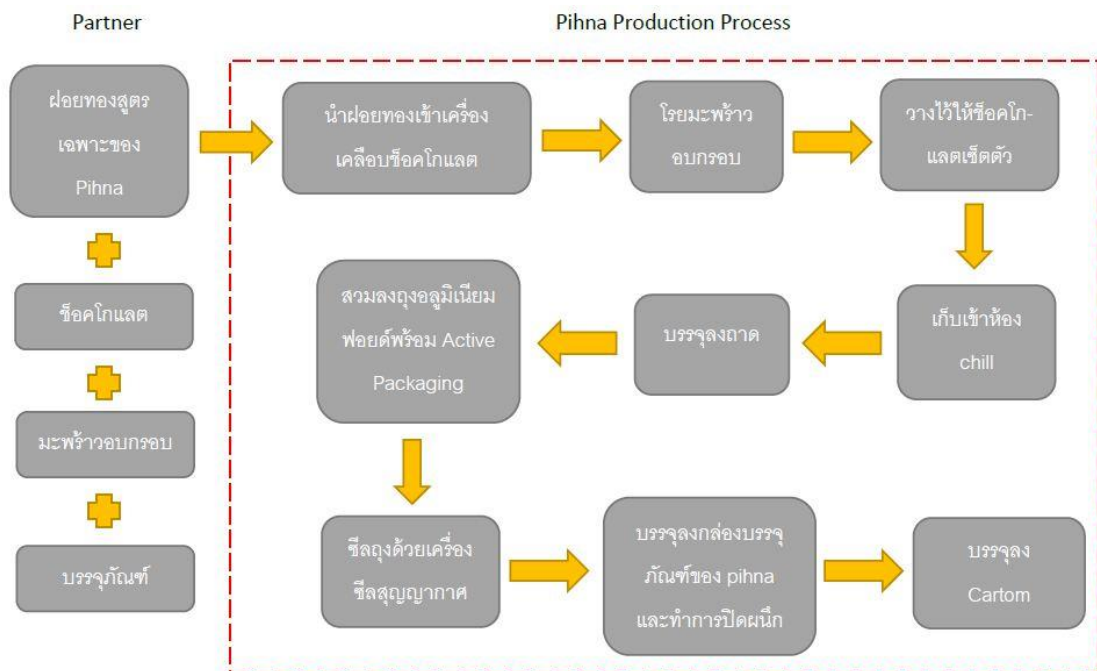 Partner
Pihna Production Process
ฝอยทองสูตร
เฉพาะของ
Pihna
ช็อคโกแลต
มะพร้าวอบกรอบ
บรรจุภัณฑ์
นำฝอยทองเข้าเครื่อง
เคลือบช็อคโกแลต
โรยมะพร้าว
อบกรอบ
วางไว้ให้ช็อคโก-
แลตเซ็ตตัว
เก็บเข้าห้อง
chill
บรรจุลงถาด
สวมลงถุงอลูมิเนียม
ฟอยด์พร้อม Active
Packaging
ซีลถุงด้วยเครื่อง
ซีลสุญญากาศ
บรรจุลงกล่องบรรจุ
ภัณฑ์ของ pihna
และทำการปิดผนึก
บรรจุลง
Cartom